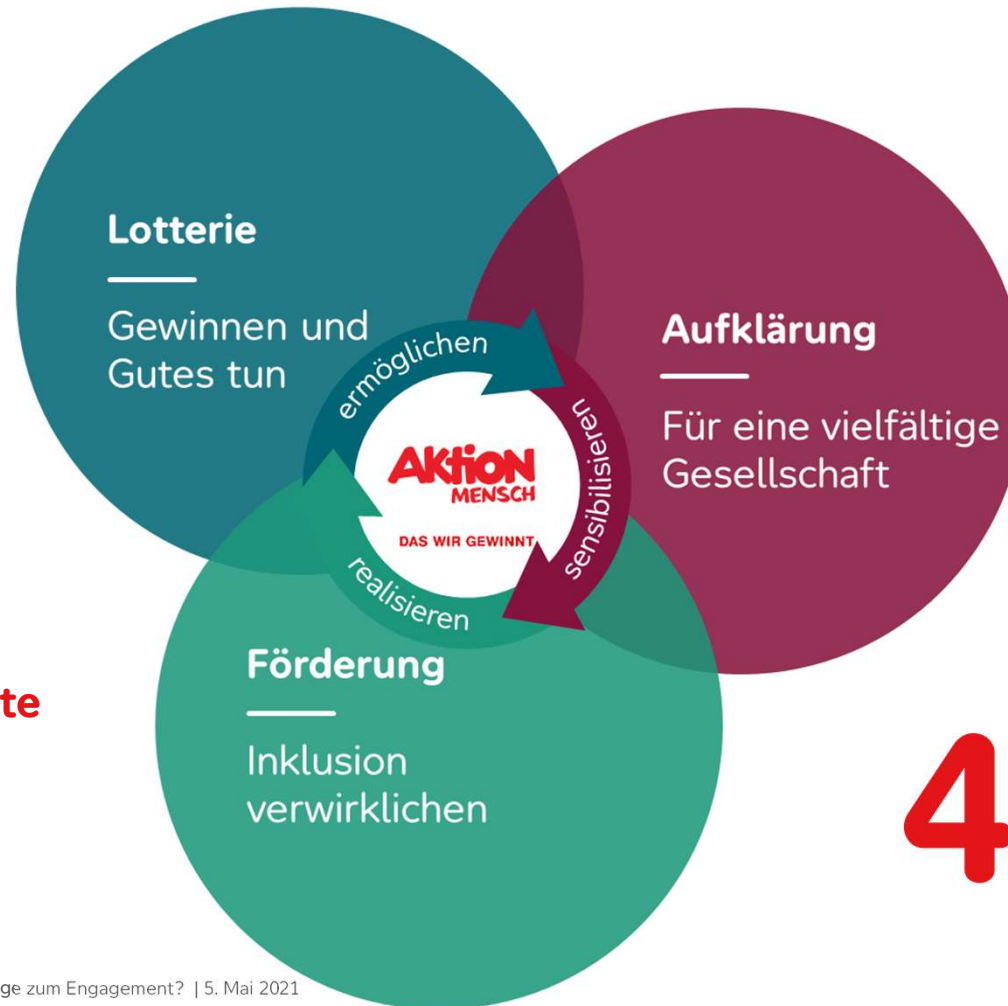 Lotterie
Gewinnen und
Gutes tun
ermöglichen
Aufklärung
Für eine vielfältige
Gesellschaft
sensibilisieren
AKTION
MENSCH
DAS WIR GEWINNT
realisieren
Förderung
Inklusion
verwirklichen
te
4
ge zum Engagement? | 5. Mai 2021